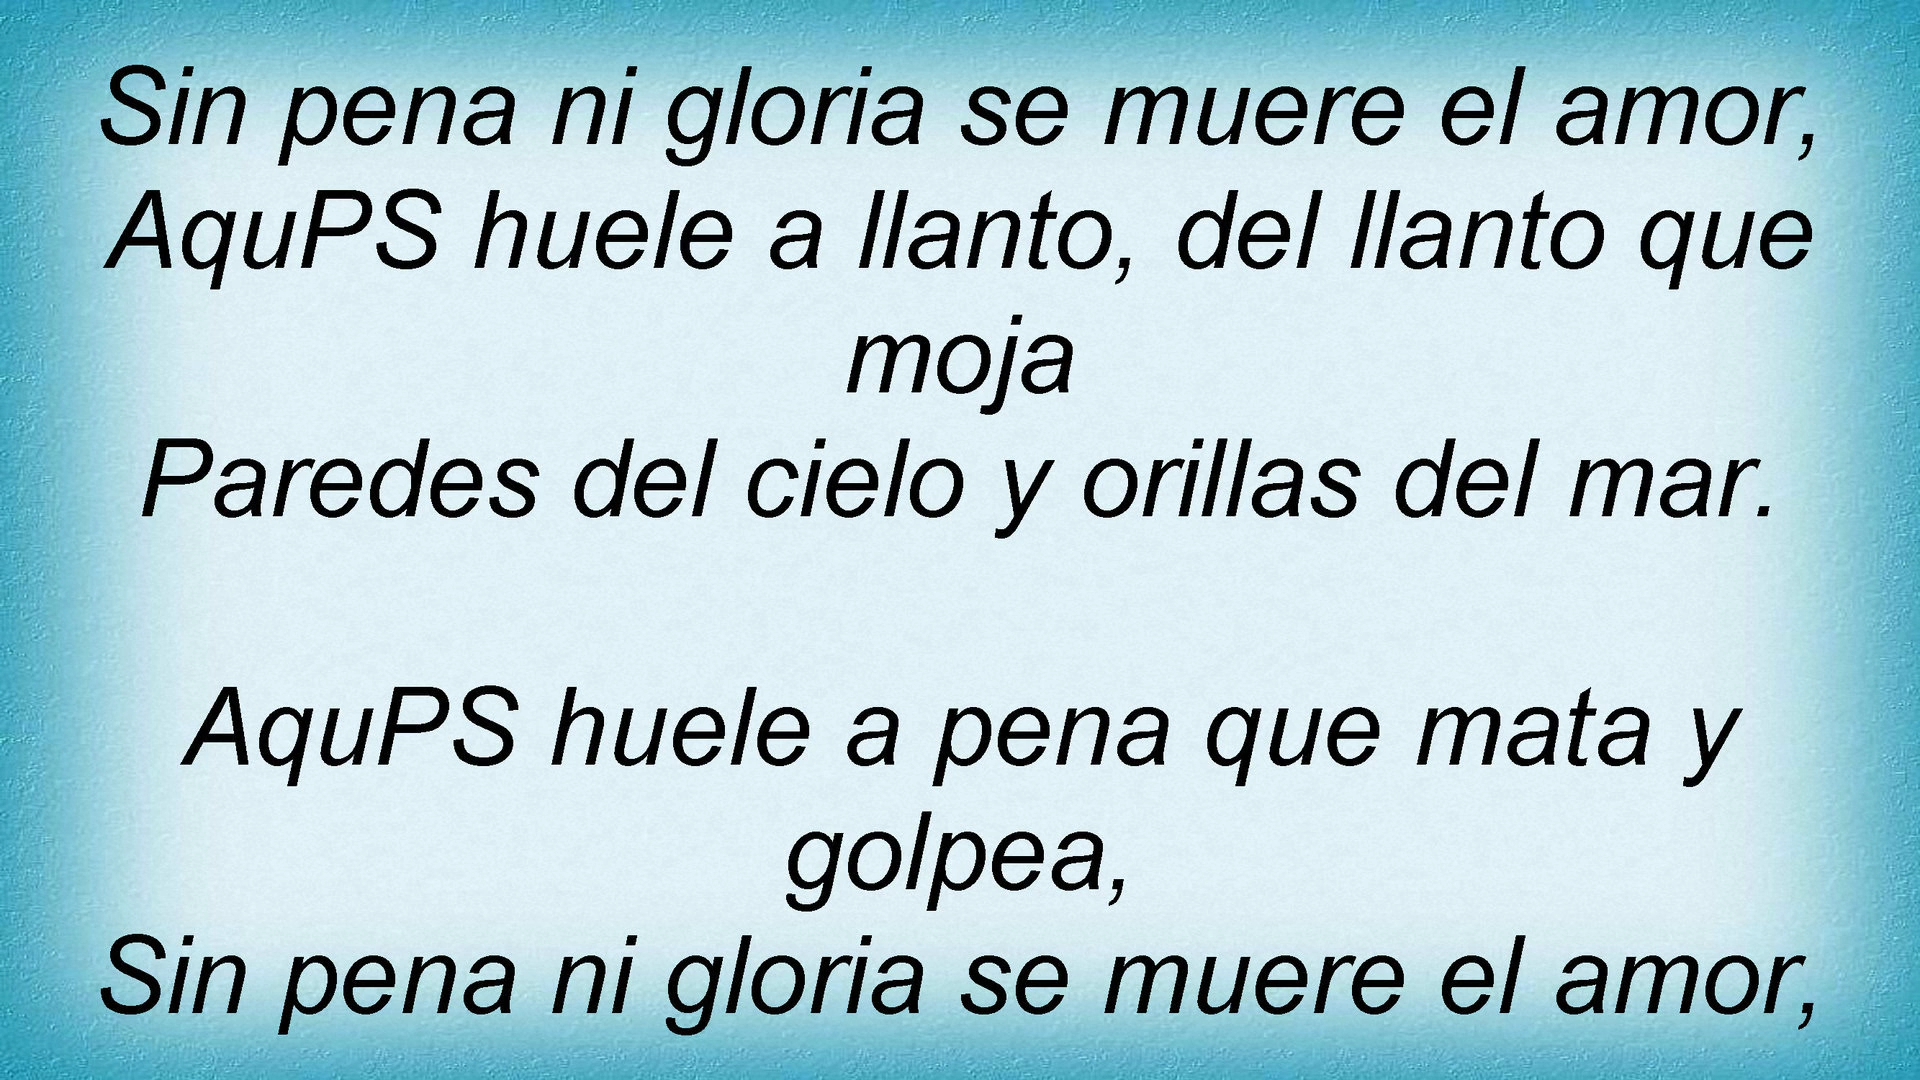 Sin pena ni gloria se muere el amor,
AquPS huele a llanto, del llanto que
moja
Paredes del cielo y orillas del mar.
AquPS huele a pena que mata y
golpea,
Sin pena ni gloria se muere el amor,